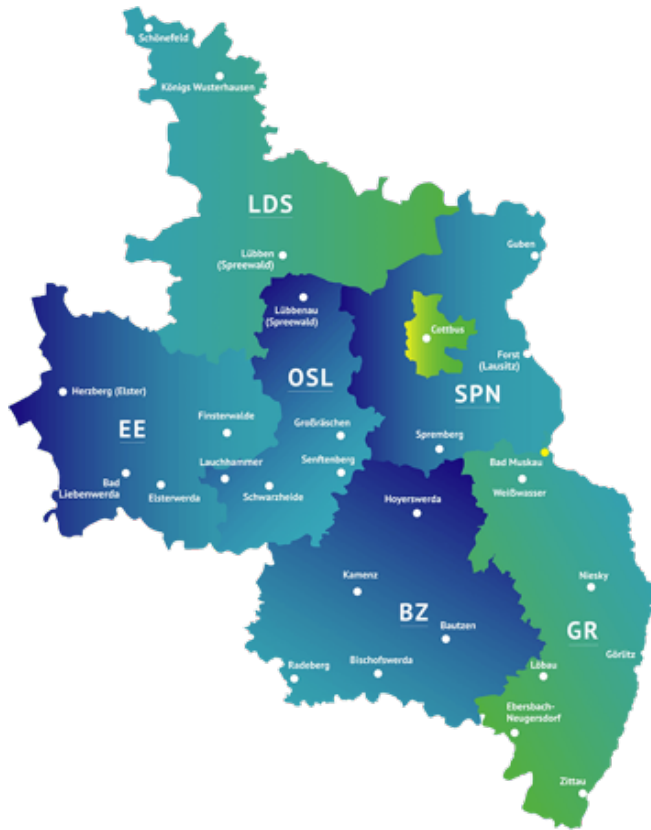 Schönefeld
Königs Wusterhausen
LDS
Lübben
(Spreewald)
Guben
Lübbenau
(Spreewald)
Cottbus
Forst
(Lausitz)
OSL
SPN
Herzberg (Elster)
EE
Finsterwalde
Großräschen
Spremberg
Lauchhammer
Senftenberg
Bad
Liebenwerda
Elsterwerda
Schwarzheide
Bad Muskau
Weißwasser
Hoyerswerda
Kamenz
Niesky
BZ
Bautzen
GR
Görlitz
Radeberg
Bischofswerda
Löbau
Ebersbach-
Neugersdorf
Zittau